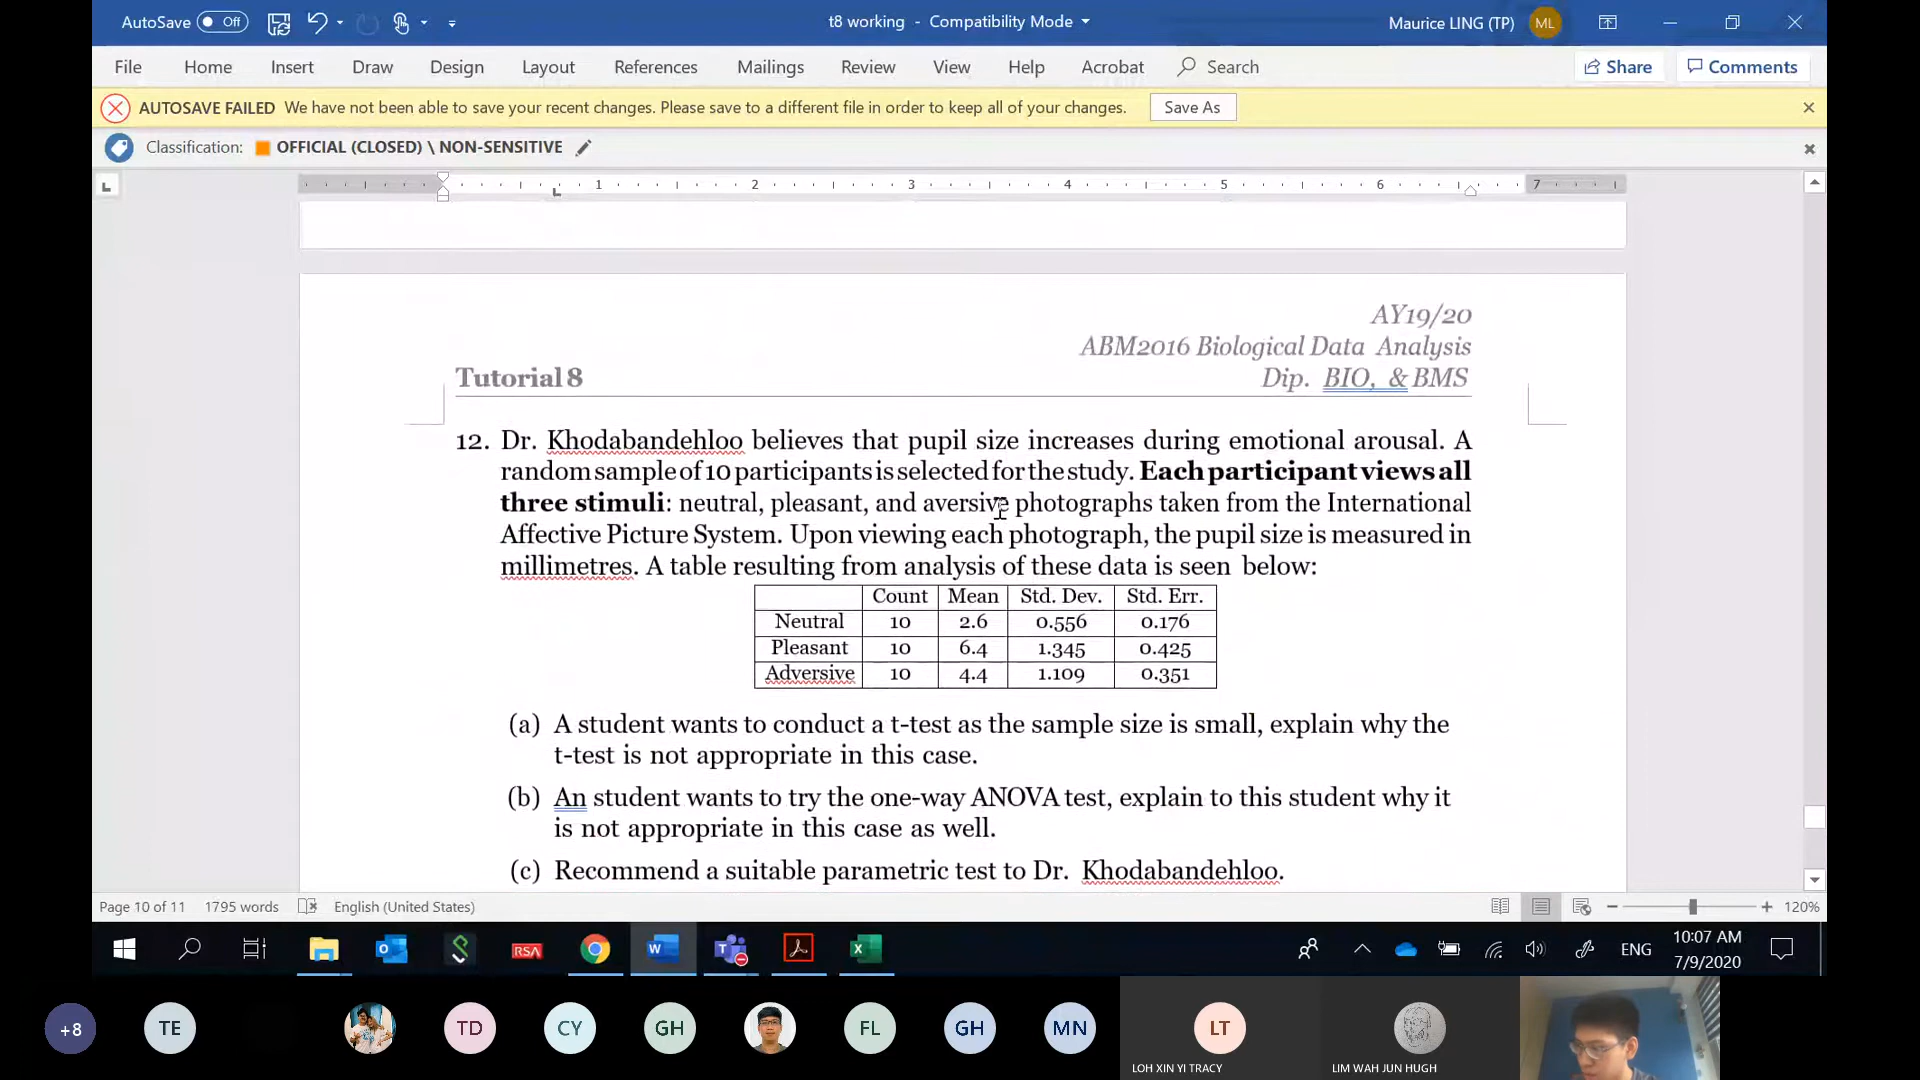 AutoSave Off
t8 working - Compatibility Mode
Maurice LING (TP) ML
File Home Insert Draw Design Layout References Mailings Review View Help Acrobat Search Share Comments
AUTOSAVE FAILED We have not been able to save your recent changes. Please save to a different file in order to keep all of your changes. Save As
Classification: OFFICIAL (CLOSED) \ NON-SENSITIVE
1 2 3 4 5 6 7
AY19/20
ABM2016 Biological Data Analysis
Tutorial 8 Dip. BIO, & BMS
12. Dr. Khodabandehloo believes that pupil size increases during emotional arousal. A
random sample of 10 participants is selected for the study. Each participant views all
three stimuli: neutral, pleasant, and aversive photographs taken from the International
Affective Picture System. Upon viewing each photograph, the pupil size is measured in
millimetres. A table resulting from analysis of these data is seen below:
Count Mean Std. Dev. Std. Err.
Neutral 10 2.6 0.556 0.176
Pleasant 10 6.4 1.345 0.425
Adversive 10 4.4 1.109 0.351
(a) A student wants to conduct a t-test as the sample size is small, explain why the
t-test is not appropriate in this case.
(b) An student wants to try the one-way ANOVA test, explain to this student why it
is not appropriate in this case as well.
(c) Recommend a suitable parametric test to Dr. Khodabandehloo.
Page 10 of 11 1795 words English (United States) 120%
RSA
ENG
10:07 AM
7/9/2020
+8 TE TD CY GH FL GH MN LT
LOH XIN YI TRACY LIM WAH JUN HUGH